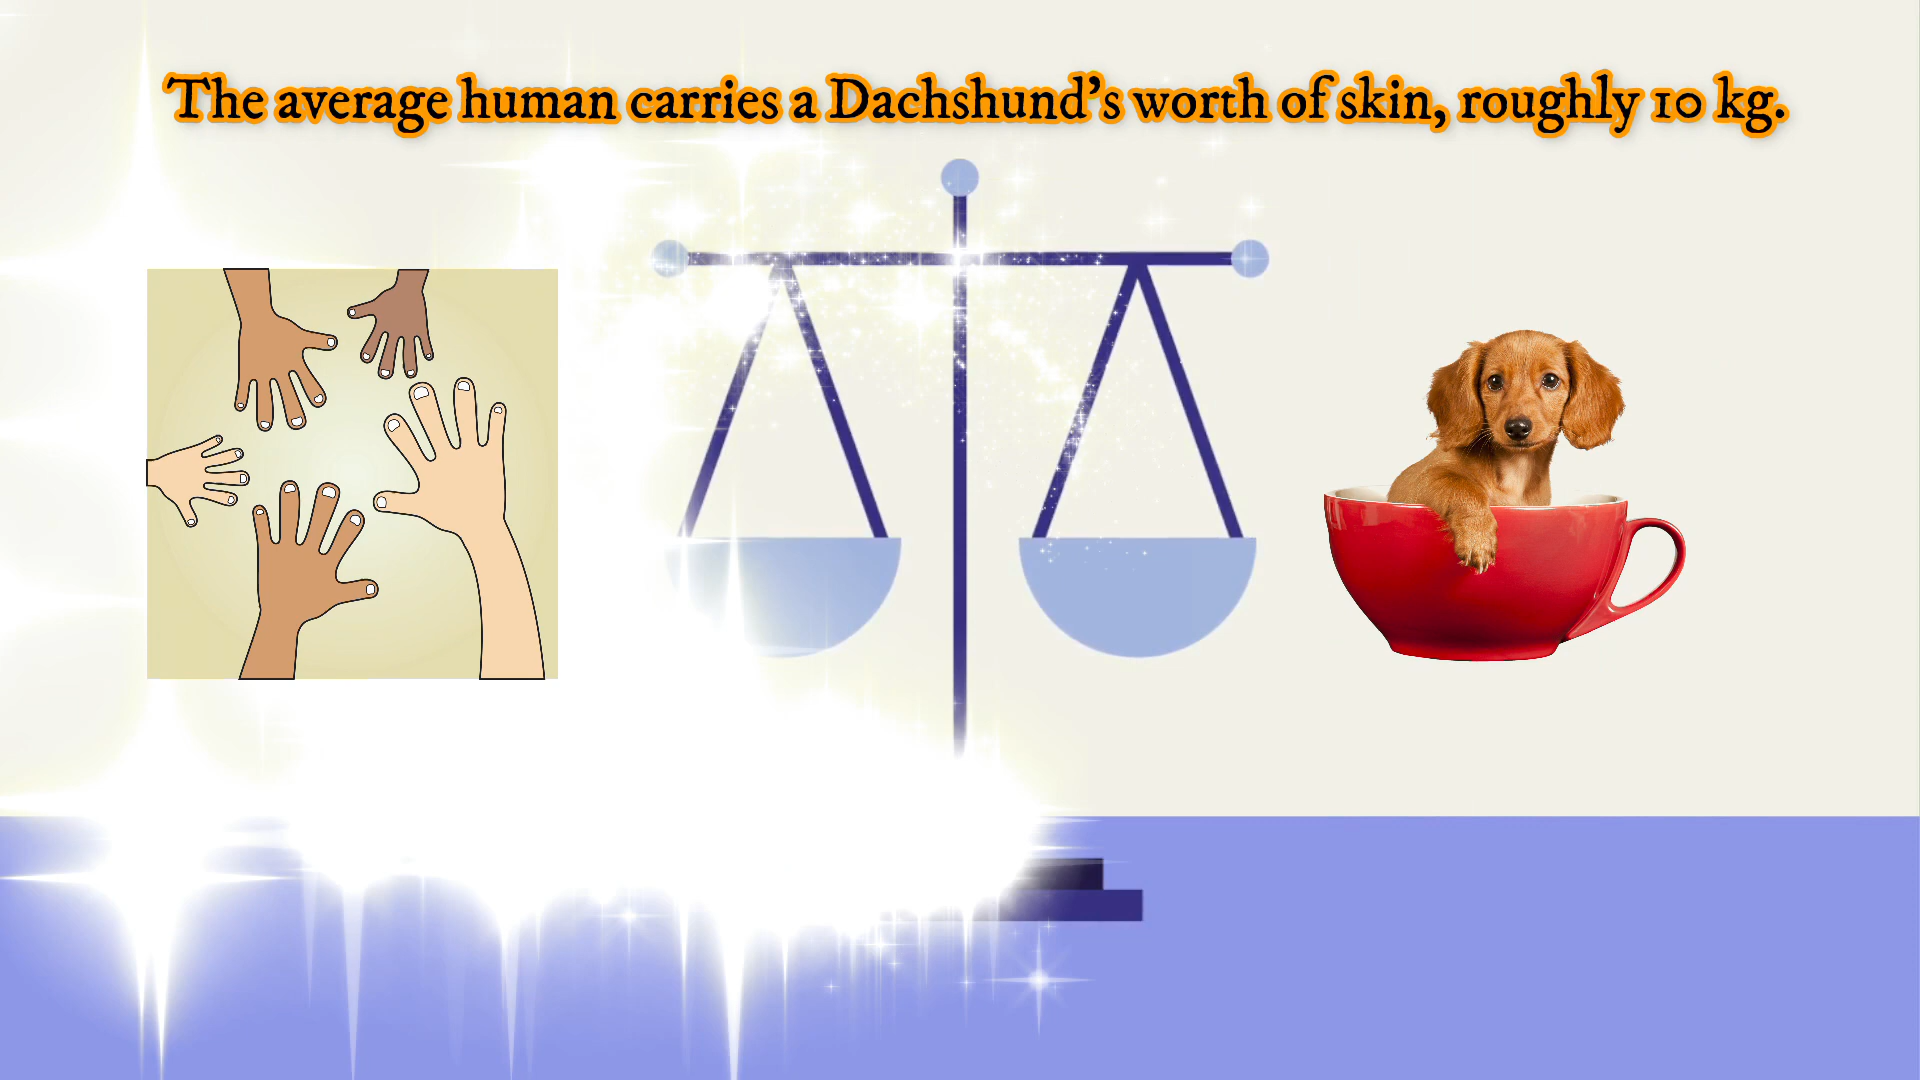 The average human carries a Dachshund’s worth of skin, roughly 10 kg.